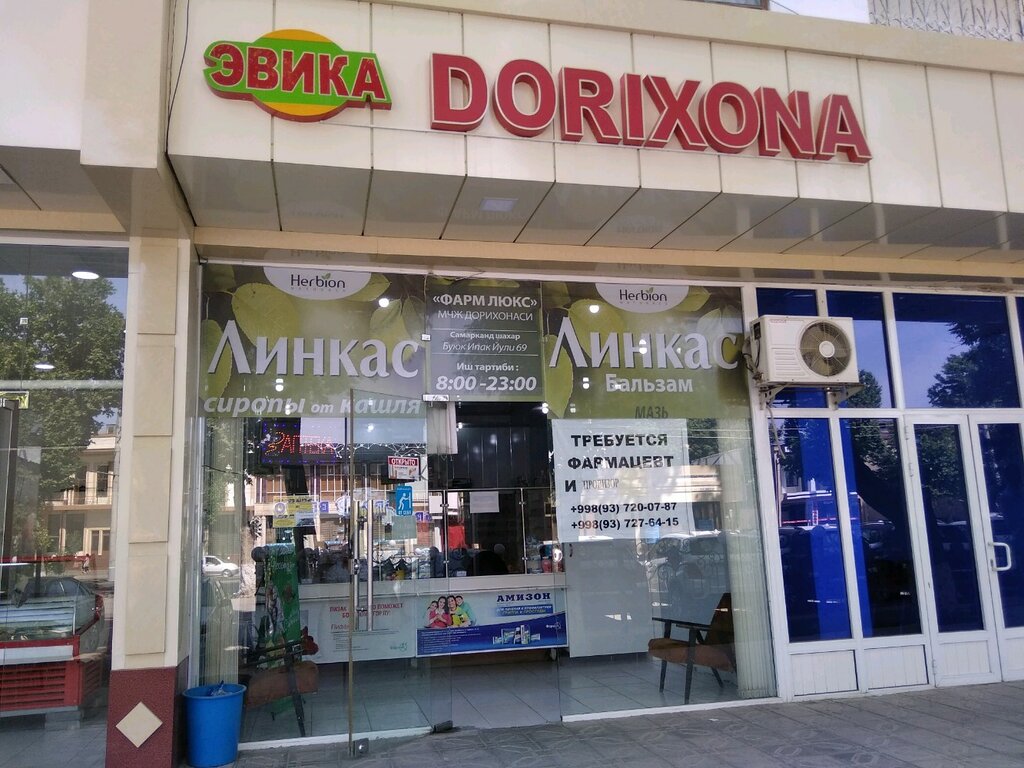 ЭВИКА
DORIXONA
Herbion
Линкас
сиропы от кашля
«ФАРМ ЛЮКС»
МЧЖ ДОРИХОНАСИ
Самарканд шахар
Буюк Ипак Йули 69
Иш тартиби :
8:00 -23:00
Herbion
Линкас
Бальзам
МАЗЬ
ТРЕБУЕТСЯ
ФАРМАЦЕВТ
И ПРОВИЗОР
+998(93) 720-07-87
+998(93) 727-64-15
АПТЕКА
ОТКРЫТО
АМИЗОН